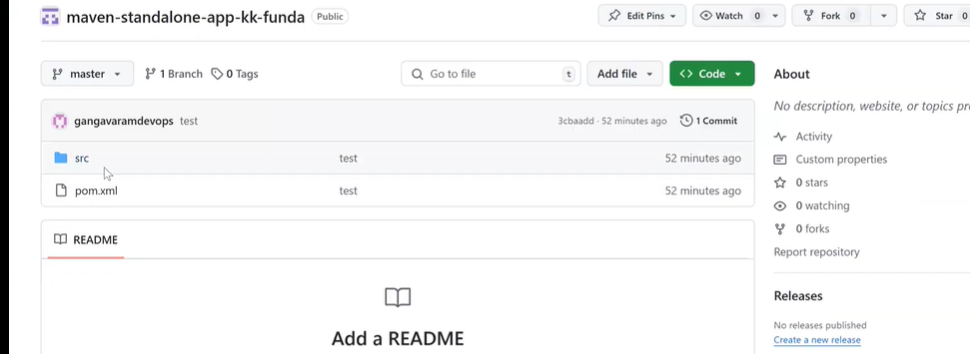 maven-standalone-app-kk-funda Public Edit Pins Watch 0 Fork 0 Star 0
master 1 Branch 0 Tags Go to file t Add file Code
gangavaramdevops test 3cbaadd · 52 minutes ago 1 Commit
src test 52 minutes ago
pom.xml test 52 minutes ago
README
Add a README
About
No description, website, or topics
Activity
Custom properties
0 stars
0 watching
0 forks
Report repository
Releases
No releases published
Create a new release